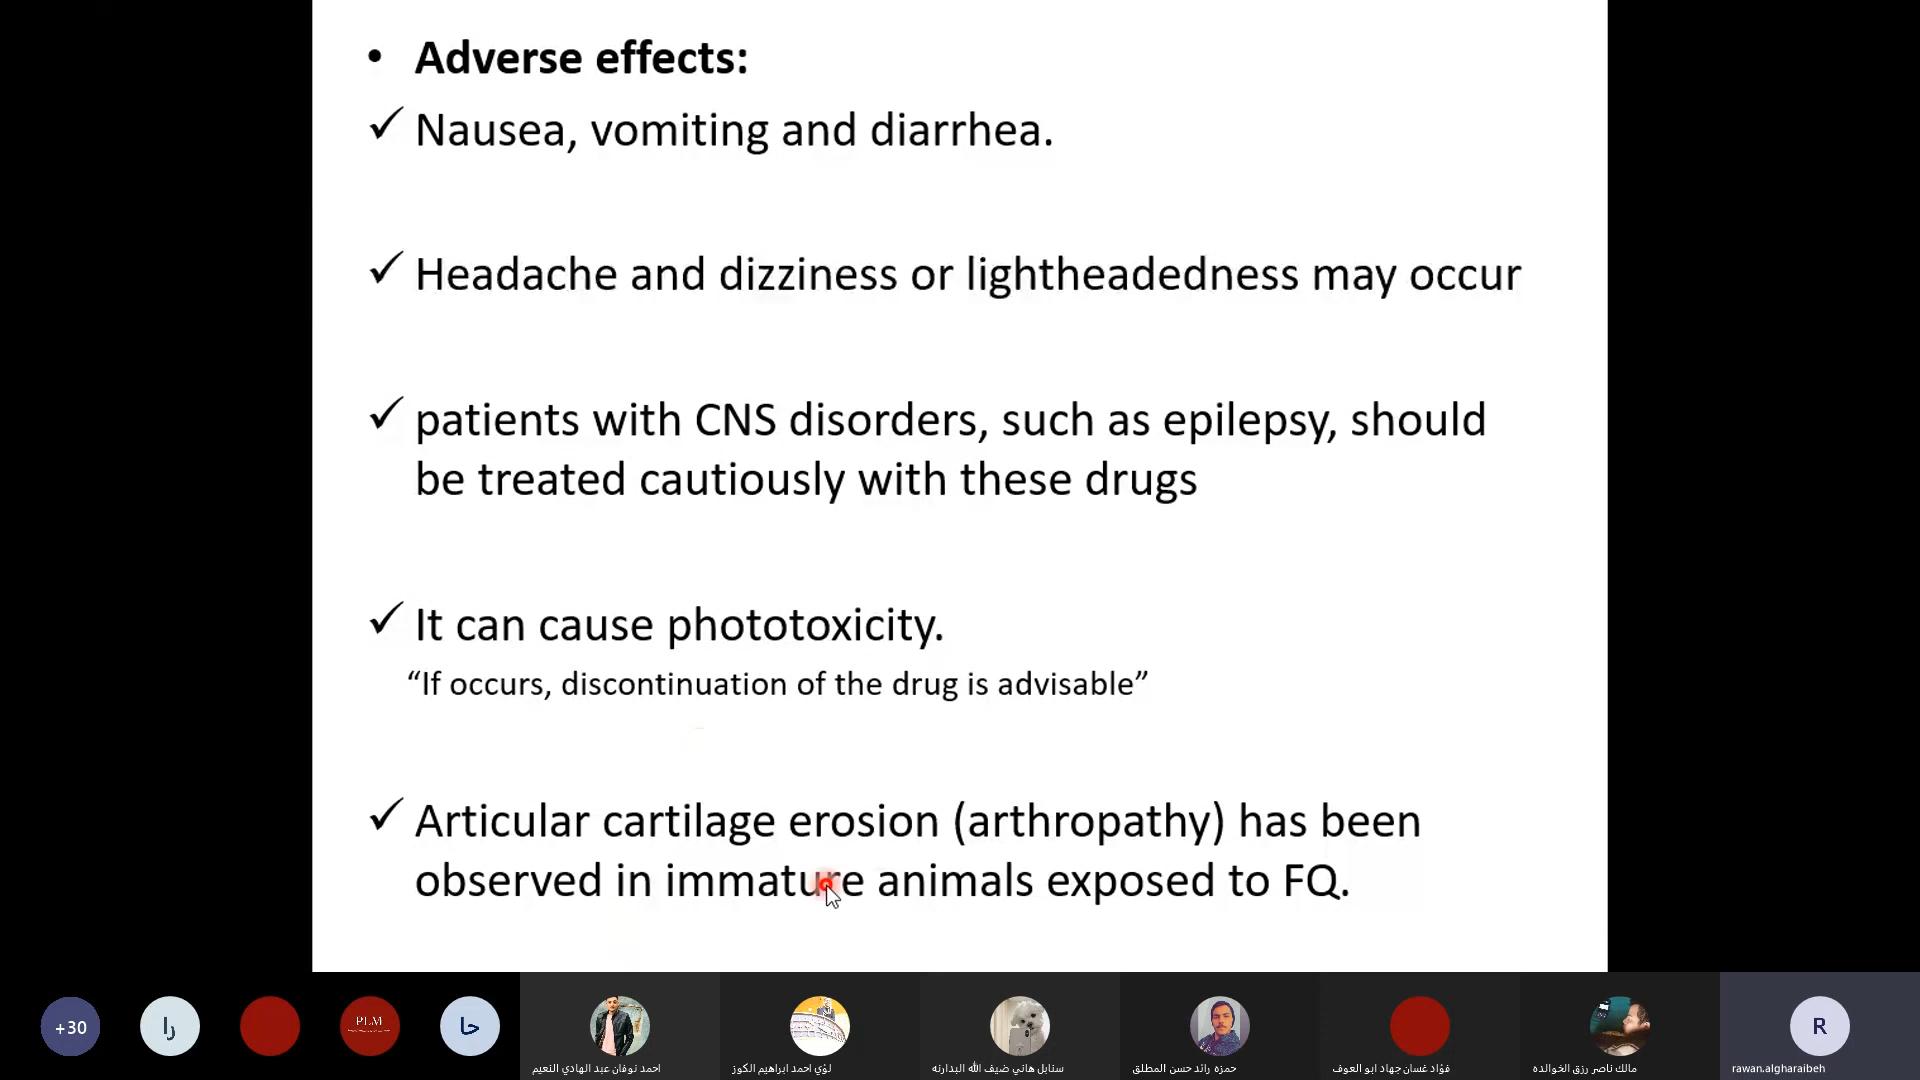 • Adverse effects:
✓ Nausea, vomiting and diarrhea.
✓ Headache and dizziness or lightheadedness may occur
✓ patients with CNS disorders, such as epilepsy, should
be treated cautiously with these drugs
✓ It can cause phototoxicity.
“If occurs, discontinuation of the drug is advisable”
✓ Articular cartilage erosion (arthropathy) has been
observed in immature animals exposed to FQ.
+30
را
PLM
حا
R
احمد نوفان عبد الهادي النعيم
لؤي احمد ابراهيم الكوز
سنابل هاني ضيف الله البدارنه
حمزه رائد حسن المطلق
فؤاد غسان جهاد ابو العوف
مالك ناصر رزق الخوالده
rawan.algharaibeh